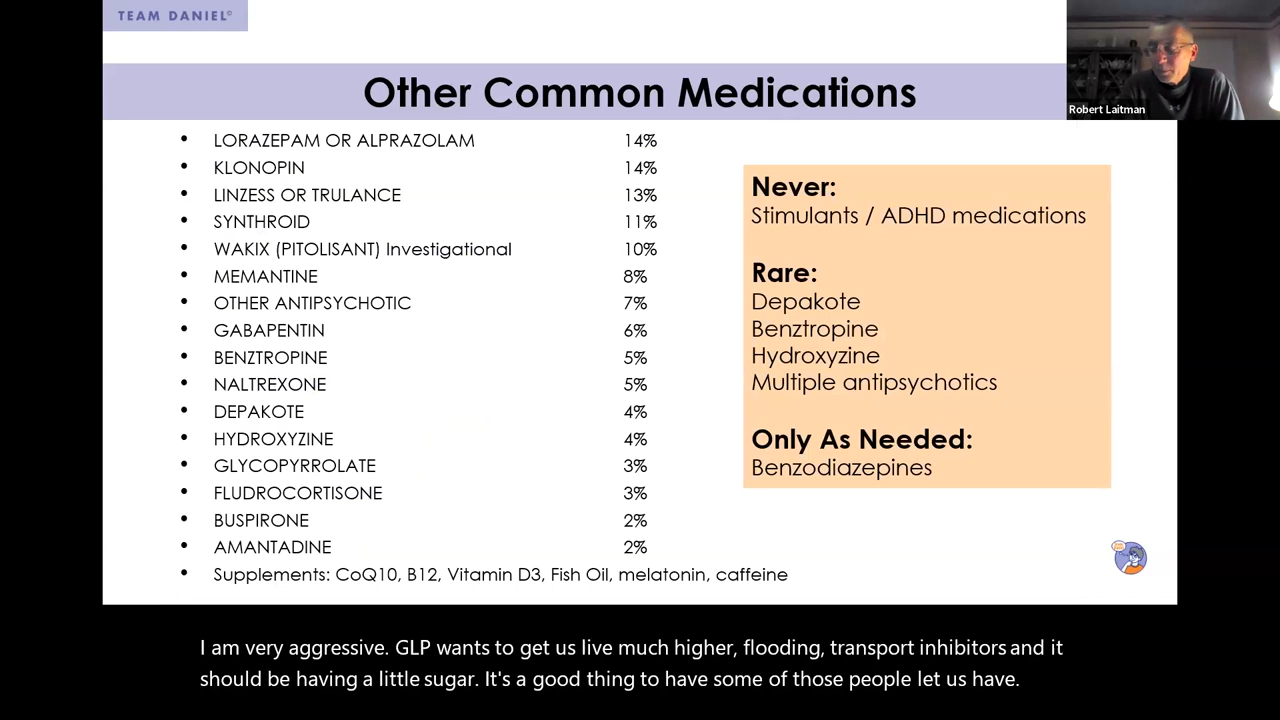 TEAM DANIEL©
Other Common Medications
Robert Laitman
• LORAZEPAM OR ALPRAZOLAM 14%
• KLONOPIN 14%
• LINZESS OR TRULANCE 13%
• SYNTHROID 11%
• WAKIX (PITOLISANT) Investigational 10%
• MEMANTINE 8%
• OTHER ANTIPSYCHOTIC 7%
• GABAPENTIN 6%
• BENZTROPINE 5%
• NALTREXONE 5%
• DEPAKOTE 4%
• HYDROXYZINE 4%
• GLYCOPYRROLATE 3%
• FLUDROCORTISONE 3%
• BUSPIRONE 2%
• AMANTADINE 2%
• Supplements: CoQ10, B12, Vitamin D3, Fish Oil, melatonin, caffeine
Never:
Stimulants / ADHD medications
Rare:
Depakote
Benztropine
Hydroxyzine
Multiple antipsychotics
Only As Needed:
Benzodiazepines
I am very aggressive. GLP wants to get us live much higher, flooding, transport inhibitors and it
should be having a little sugar. It's a good thing to have some of those people let us have.